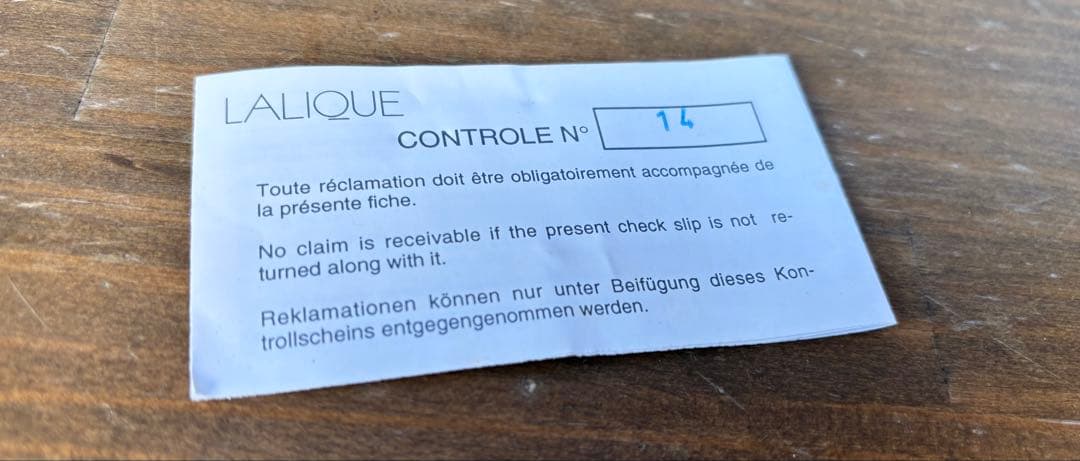 LALIQUE
CONTROLE N° 14
Toute réclamation doit être obligatoirement accompagnée de
la présente fiche.
No claim is receivable if the present check slip is not re-
turned along with it.
Reklamationen können nur unter Beifügung dieses Kon-
trollscheins entgegengenommen werden.